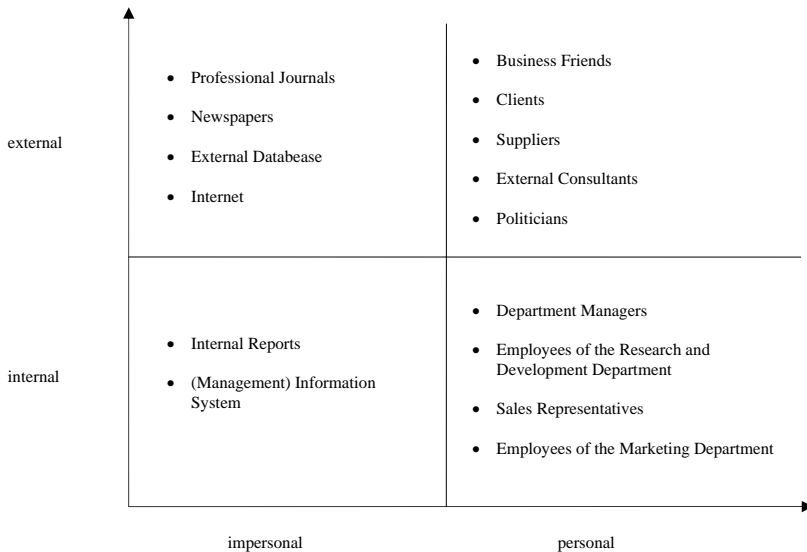 external
• Professional Journals
• Newspapers
• External Databease
• Internet
• Business Friends
• Clients
• Suppliers
• External Consultants
• Politicians
internal
• Internal Reports
• (Management) Information
System
• Department Managers
• Employees of the Research and
Development Department
• Sales Representatives
• Employees of the Marketing Department
impersonal
personal